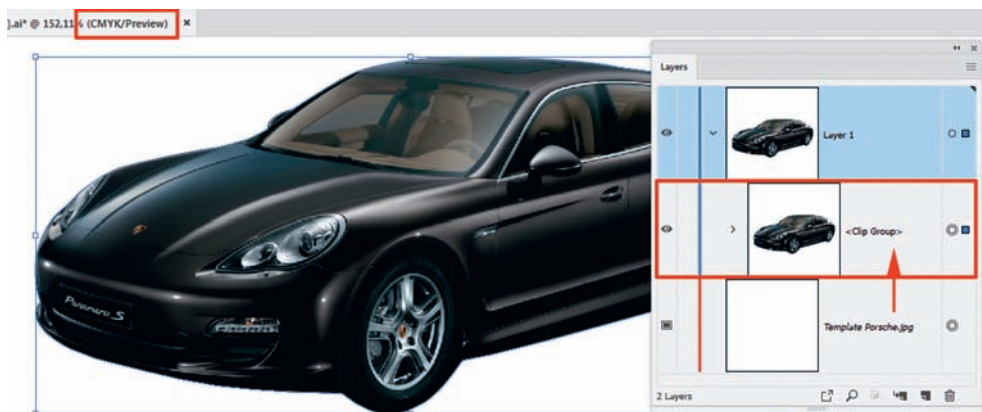 ].ai* @ 152,11% (CMYK/Preview) ×
Layers
Layer 1
<Clip Group>
Template Porsche.jpg
2 Layers
Panamera S